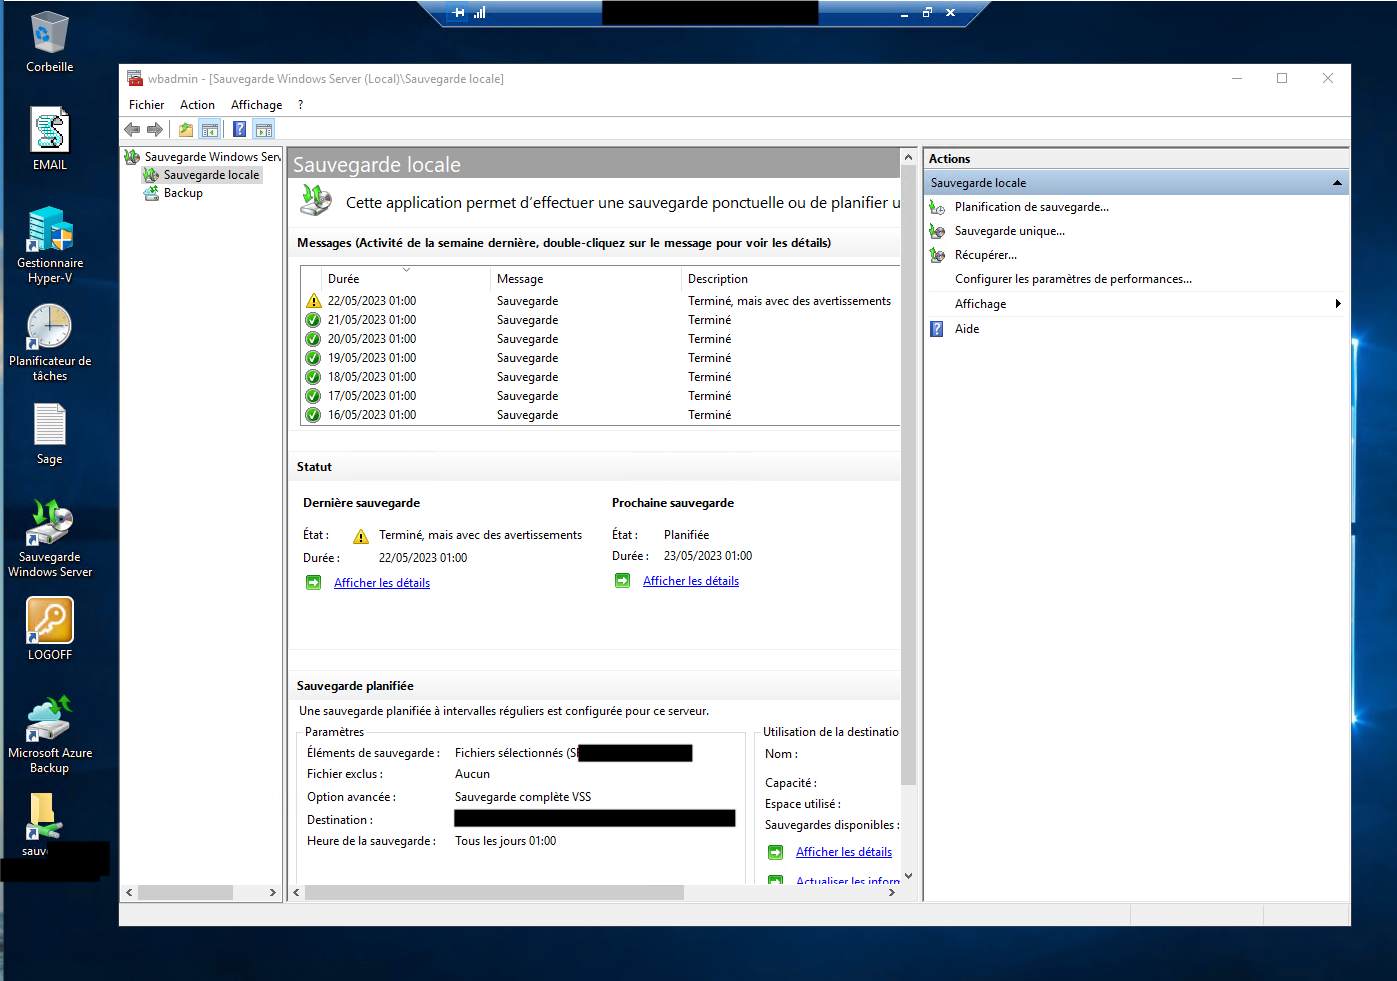 Corbeille
EMAIL
Gestionnaire
Hyper-V
Planificateur de
tâches
Sage
Sauvegarde
Windows Server
LOGOFF
Microsoft Azure
Backup
sauv
wbadmin - [Sauvegarde Windows Server (Local)\Sauvegarde locale]
Fichier Action Affichage ?
Sauvegarde Windows Serv
Sauvegarde locale
Backup
Sauvegarde locale
Cette application permet d'effectuer une sauvegarde ponctuelle ou de planifier u
Messages (Activité de la semaine dernière, double-cliquez sur le message pour voir les détails)
Durée Message Description
22/05/2023 01:00 Sauvegarde Terminé, mais avec des avertissements
21/05/2023 01:00 Sauvegarde Terminé
20/05/2023 01:00 Sauvegarde Terminé
19/05/2023 01:00 Sauvegarde Terminé
18/05/2023 01:00 Sauvegarde Terminé
17/05/2023 01:00 Sauvegarde Terminé
16/05/2023 01:00 Sauvegarde Terminé
Statut
Dernière sauvegarde
État : Terminé, mais avec des avertissements
Durée : 22/05/2023 01:00
Afficher les détails
Prochaine sauvegarde
État : Planifiée
Durée : 23/05/2023 01:00
Afficher les détails
Sauvegarde planifiée
Une sauvegarde planifiée à intervalles réguliers est configurée pour ce serveur.
Paramètres
Éléments de sauvegarde : Fichiers sélectionnés (S
Fichier exclus : Aucun
Option avancée : Sauvegarde complète VSS
Destination :
Heure de la sauvegarde : Tous les jours 01:00
Utilisation de la destinatio
Nom :
Capacité :
Espace utilisé :
Sauvegardes disponibles :
Afficher les détails
Actualiser les inform
Actions
Sauvegarde locale
Planification de sauvegarde...
Sauvegarde unique...
Récupérer...
Configurer les paramètres de performances...
Affichage
Aide